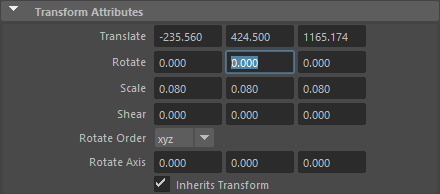 Transform Attributes
Translate -235.560 424.500 1165.174
Rotate 0.000 0.000 0.000
Scale 0.080 0.080 0.080
Shear 0.000 0.000 0.000
Rotate Order xyz
Rotate Axis 0.000 0.000 0.000
Inherits Transform